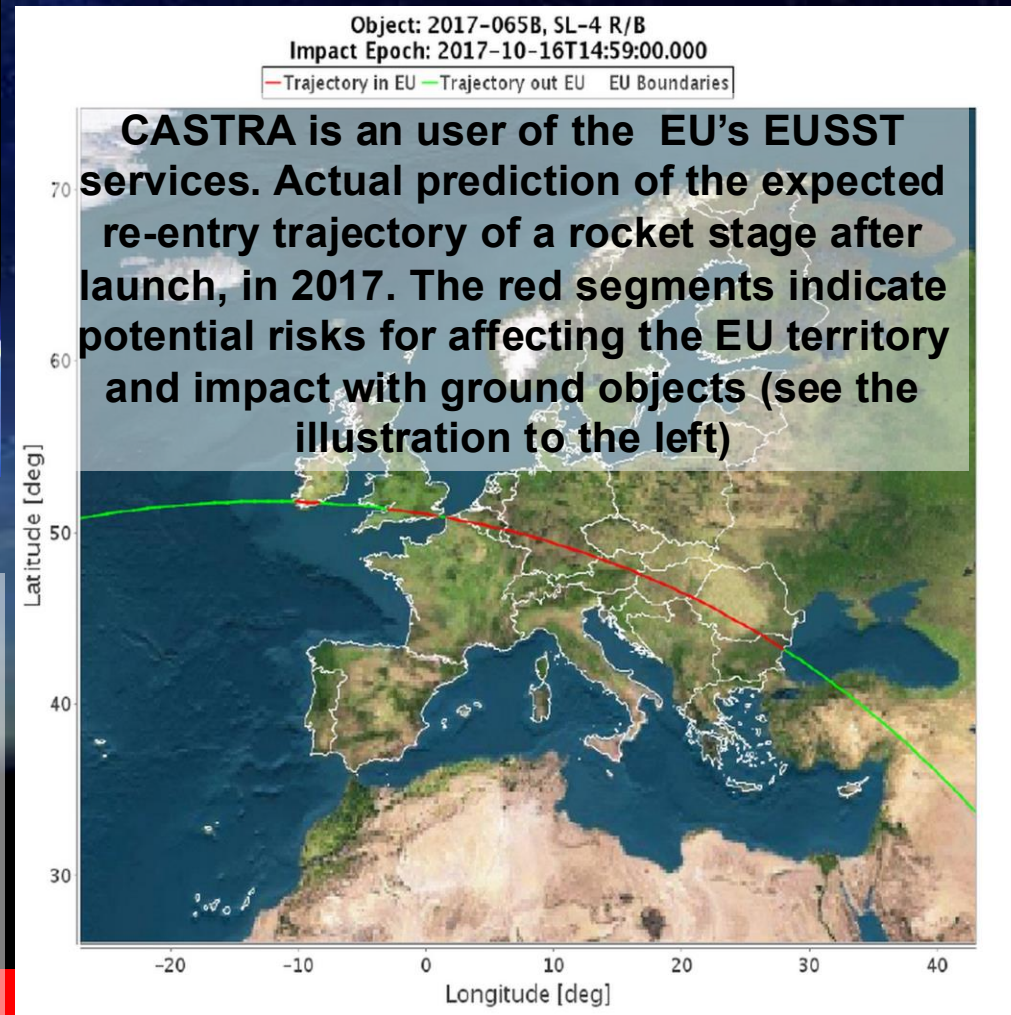 Object: 2017-065B, SL-4 R/B
Impact Epoch: 2017-10-16T14:59:00.000
Trajectory in EU Trajectory out EU EU Boundaries
CASTRA is an user of the EU's EUSST
services. Actual prediction of the expected
re-entry trajectory of a rocket stage after
launch, in 2017. The red segments indicate
potential risks for affecting the EU territory
and impact with ground objects (see the
illustration to the left)
Latitude [deg]
70
60
50
40
30
-20 -10 0 10 20 30 40
Longitude [deg]